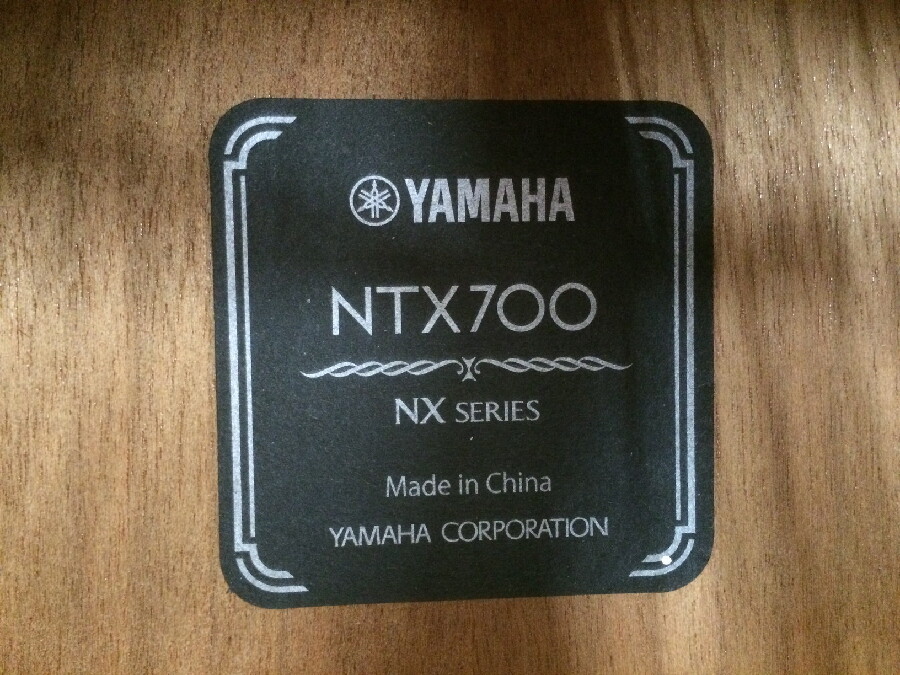 YAMAHA
NTX700
NX SERIES
Made in China
YAMAHA CORPORATION